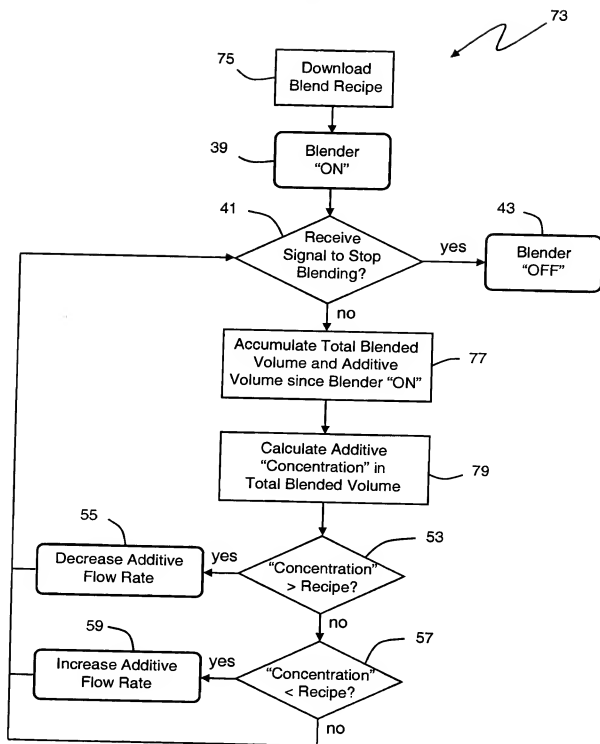 73
75
Download
Blend Recipe
39
Blender
“ON”
41
Receive
Signal to Stop
Blending?
yes
43
Blender
“OFF”
no
Accumulate Total Blended
Volume and Additive
Volume since Blender “ON”
77
Calculate Additive
“Concentration” in
Total Blended Volume
79
55
Decrease Additive
Flow Rate
yes
53
“Concentration”
> Recipe?
no
59
Increase Additive
Flow Rate
yes
57
“Concentration”
< Recipe?
no